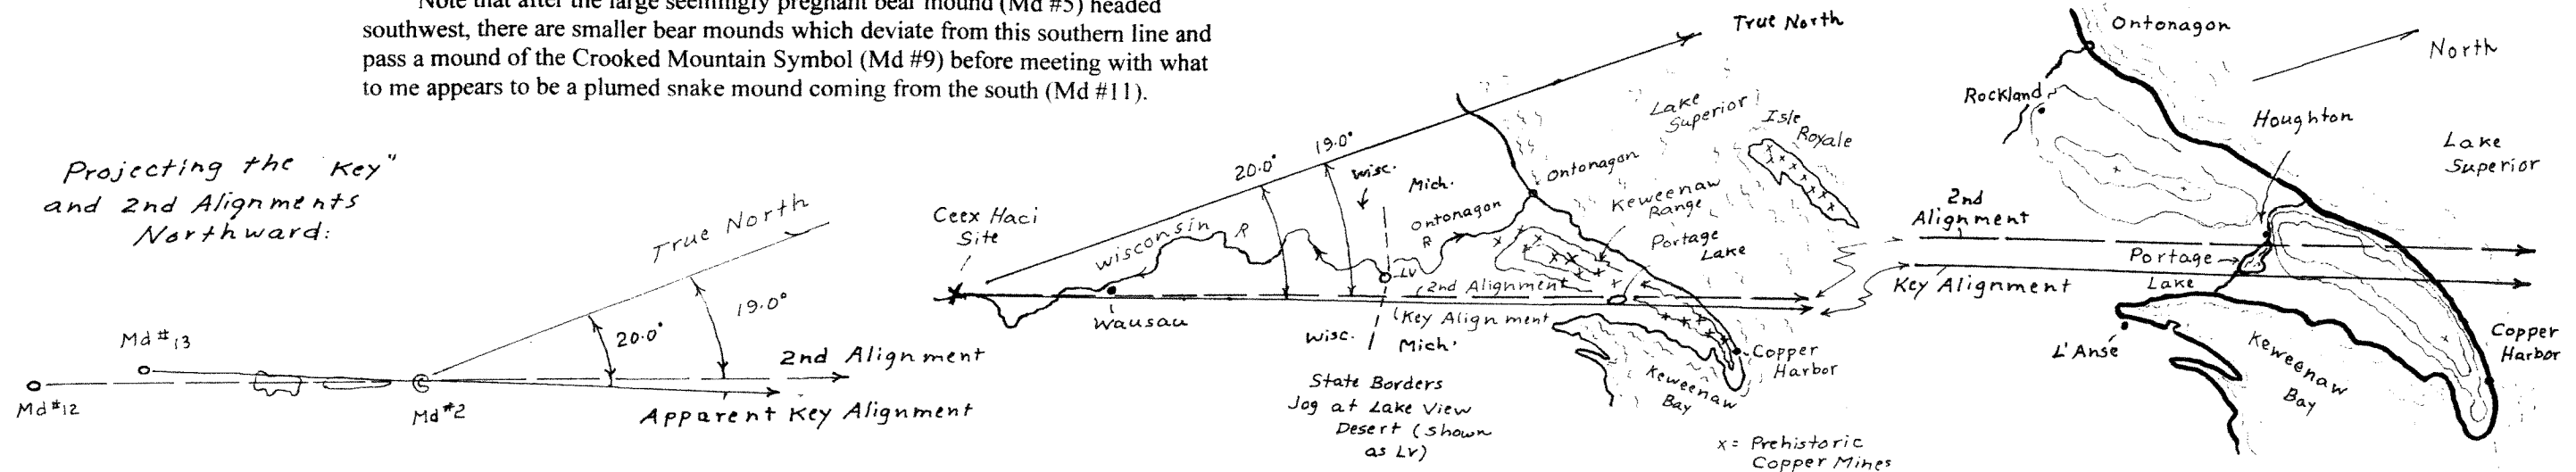 Note that after the large seemingly pregnant bear mound (Md #5) headed
southwest, there are smaller bear mounds which deviate from this southern line and
pass a mound of the Crooked Mountain Symbol (Md #9) before meeting with what
to me appears to be a plumed snake mound coming from the south (Md #11).
Projecting the "Key"
and 2nd Alignments
Northward:
True North
19.0°
20.0°
Md #13
Md #12
Md #2
2nd Alignment
Apparent Key Alignment
True North
Ceex Haci
Site
Wisconsin R
20.0°
19.0°
Wisc.
Mich.
Ontonagon
R
LV
Ontonagon
Lake
Superior
Isle
Royale
Keweenaw
Range
Portage
Lake
2nd Alignment
Key Alignment
Wausau
Wisc.
Mich.
Copper
Harbor
Keweenaw
Bay
State Borders
Jog at Lake View
Desert (shown
as LV)
x = Prehistoric
Copper Mines
Ontonagon
North
Rockland
Houghton
Lake
Superior
2nd
Alignment
Portage
Lake
Key Alignment
L'Anse
Keweenaw
Bay
Copper
Harbor